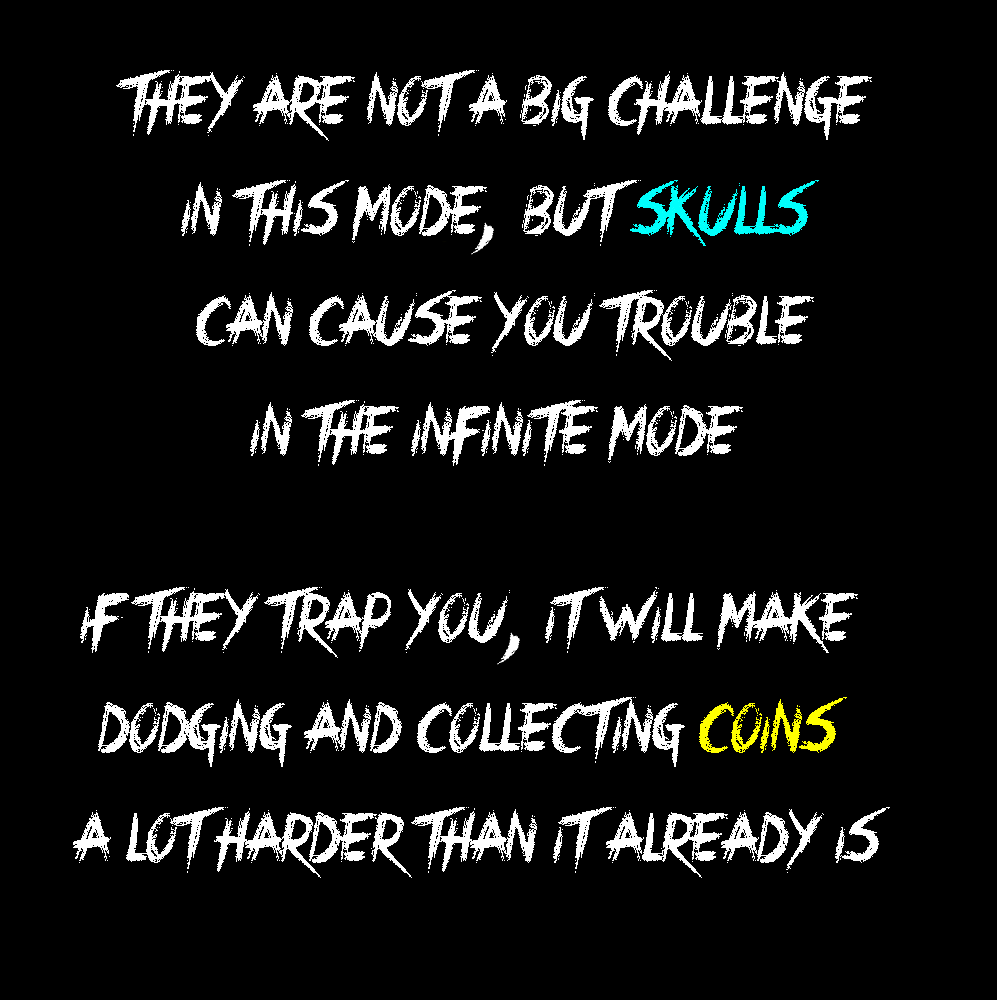 THEY ARE NOT A BIG CHALLENGE
IN THIS MODE, BUT SKULLS
CAN CAUSE YOU TROUBLE
IN THE INFINITE MODE
IF THEY TRAP YOU, IT WILL MAKE
DODGING AND COLLECTING COINS
A LOT HARDER THAN IT ALREADY IS